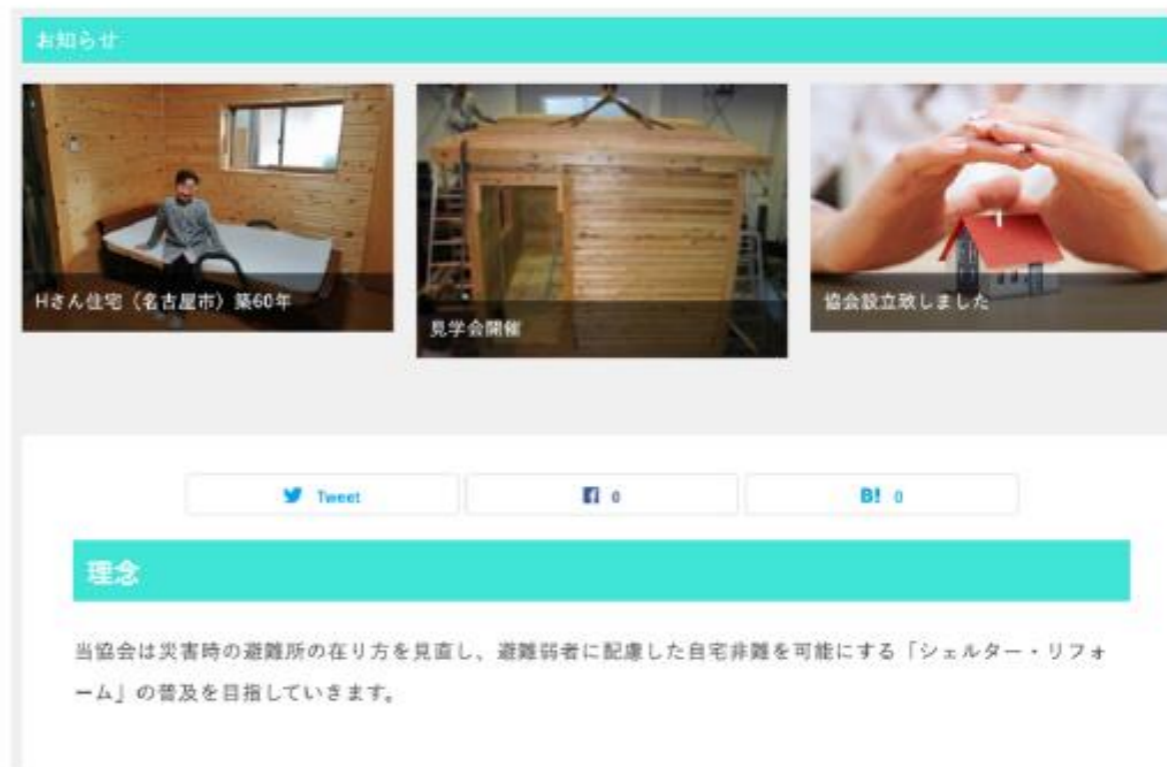 お知らせ
Hさん住宅（名古屋市）築60年
見学会開催
協会設立致しました
Tweet
0
B! 0
理念
当協会は災害時の避難所の在り方を見直し、避難弱者に配慮した自宅非難を可能にする「シェルター・リフォ
ーム」の普及を目指していきます。